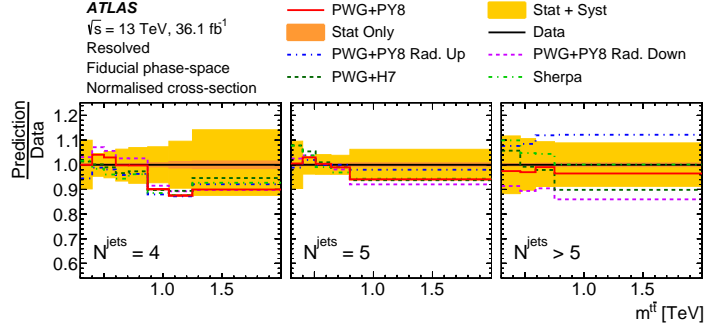 ATLAS
√s = 13 TeV, 36.1 fb-1
Resolved
Fiducial phase-space
Normalised cross-section
PWG+PY8
Stat Only
PWG+PY8 Rad. Up
PWG+H7
Stat + Syst
Data
PWG+PY8 Rad. Down
Sherpa
Prediction
Data
1.2
1.1
1.0
0.9
0.8
0.7
0.6
N^jets = 4
N^jets = 5
N^jets > 5
1.0 1.5 1.0 1.5 1.0 1.5
m^tt̄ [TeV]